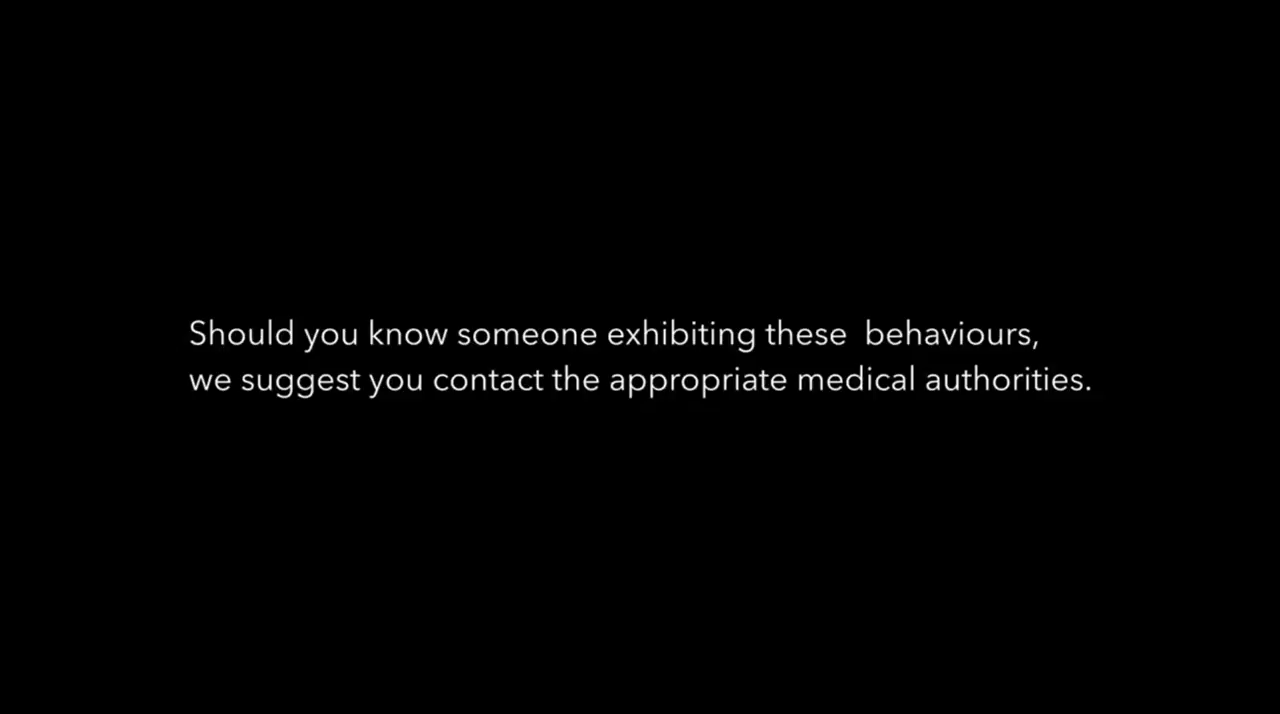 Should you know someone exhibiting these  behaviours,
we suggest you contact the appropriate medical authorities.